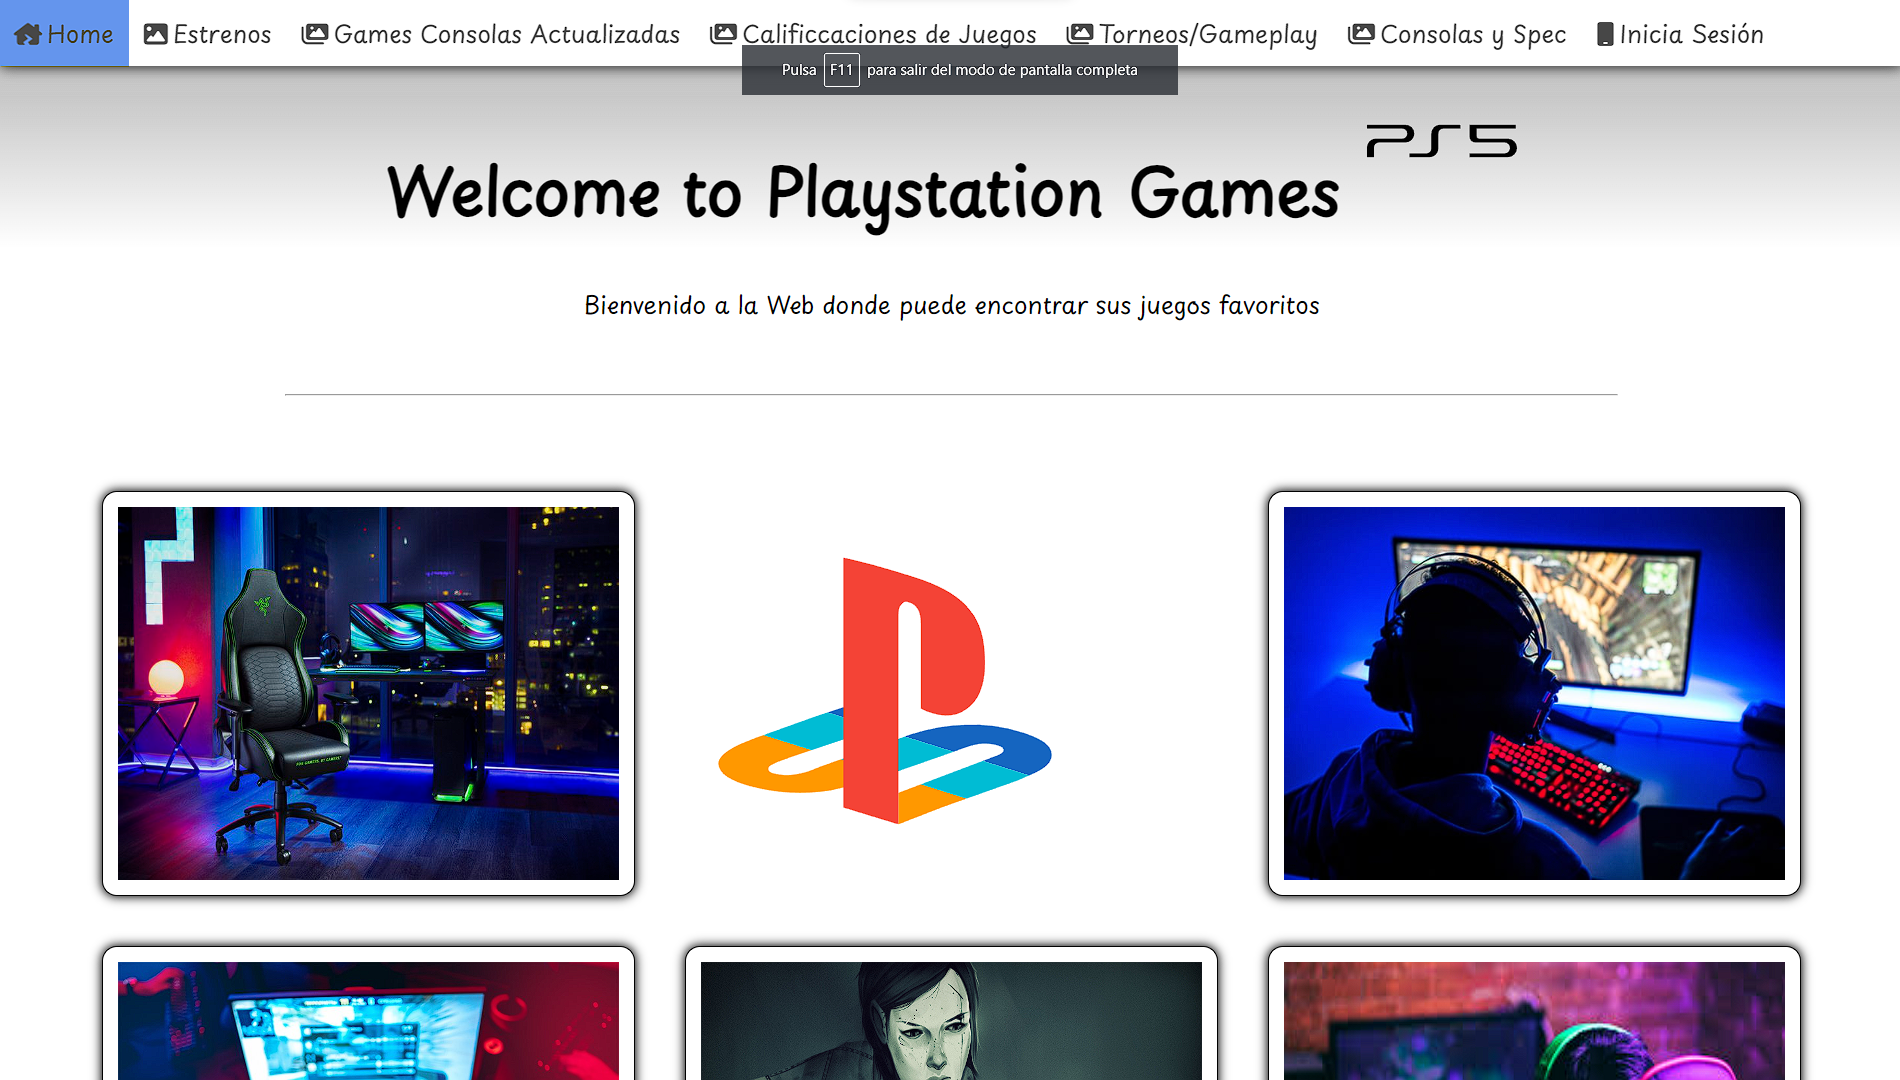 Home Estrenos Games Consolas Actualizadas Calificcaciones de Juegos Torneos/Gameplay Consolas y Spec Inicia Sesión
Pulsa F11 para salir del modo de pantalla completa
PS5
Welcome to Playstation Games
Bienvenido a la Web donde puede encontrar sus juegos favoritos